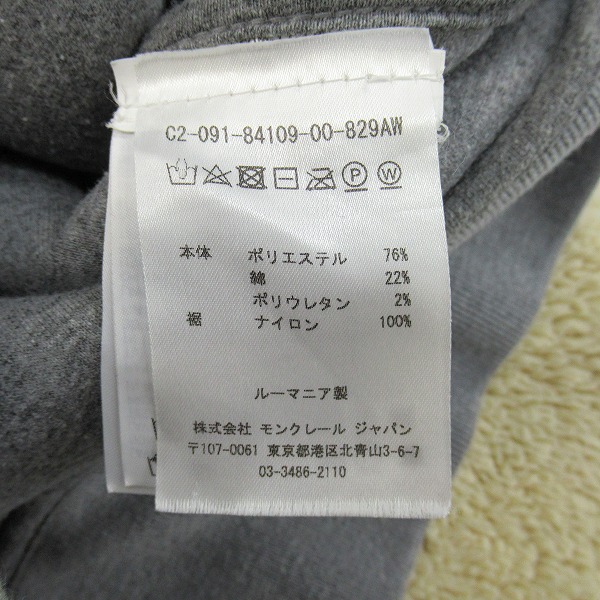 C2-091-84109-00-829AW
P W
本体 ポリエステル 76%
綿 22%
ポリウレタン 2%
裾 ナイロン 100%
ルーマニア製
株式会社 モンクレール ジャパン
〒107-0061 東京都港区北青山3-6-7
03-3486-2110